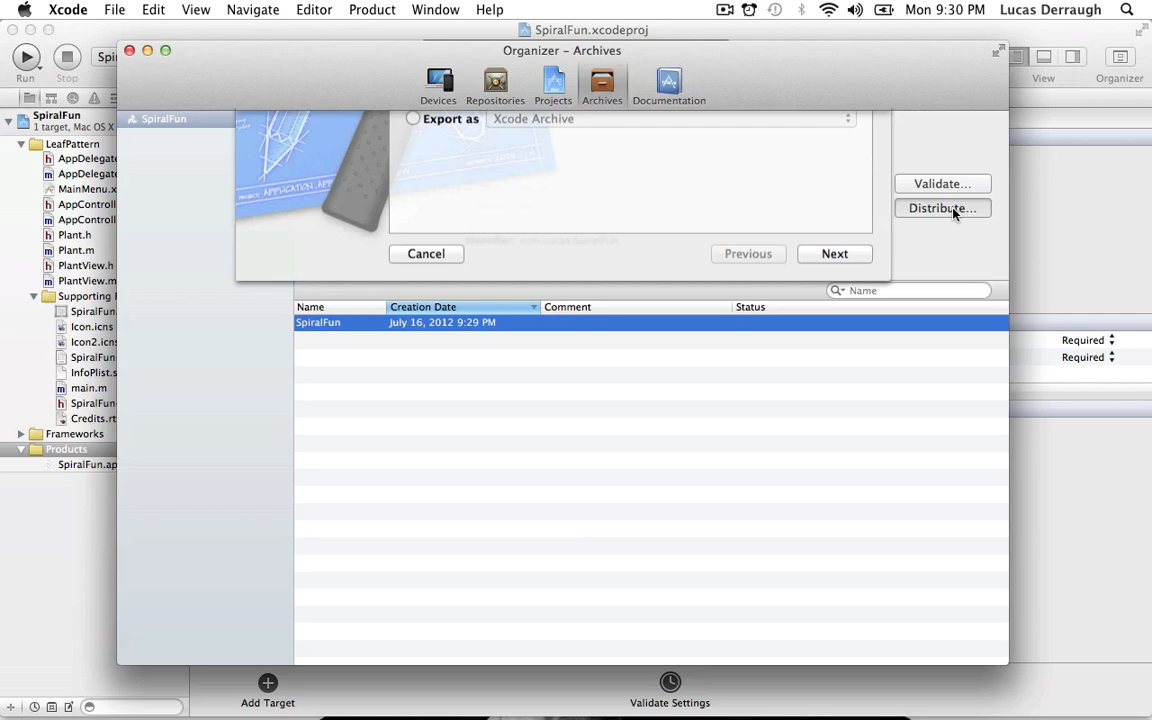 Xcode File Edit View Navigate Editor Product Window Help Mon 9:30 PM Lucas Derraugh
SpiralFun.xcodeproj
Organizer – Archives
Run Stop View Organizer
Devices Repositories Projects Archives Documentation
SpiralFun
1 target, Mac OS X
SpiralFun
Export as Xcode Archive
LeafPattern
AppDelegate
AppDelegate
MainMenu.x
AppControll
AppControll
Plant.h
Plant.m
PlantView.h
PlantView.m
Supporting
SpiralFun
Icon.icns
Icon2.icns
SpiralFun
InfoPlist.s
main.m
SpiralFun
Credits.rt
Frameworks
Products
SpiralFun.ap
Validate...
Distribute...
Cancel Previous Next
Name
Name Creation Date Comment Status
SpiralFun July 16, 2012 9:29 PM
Required
Required
Add Target Validate Settings